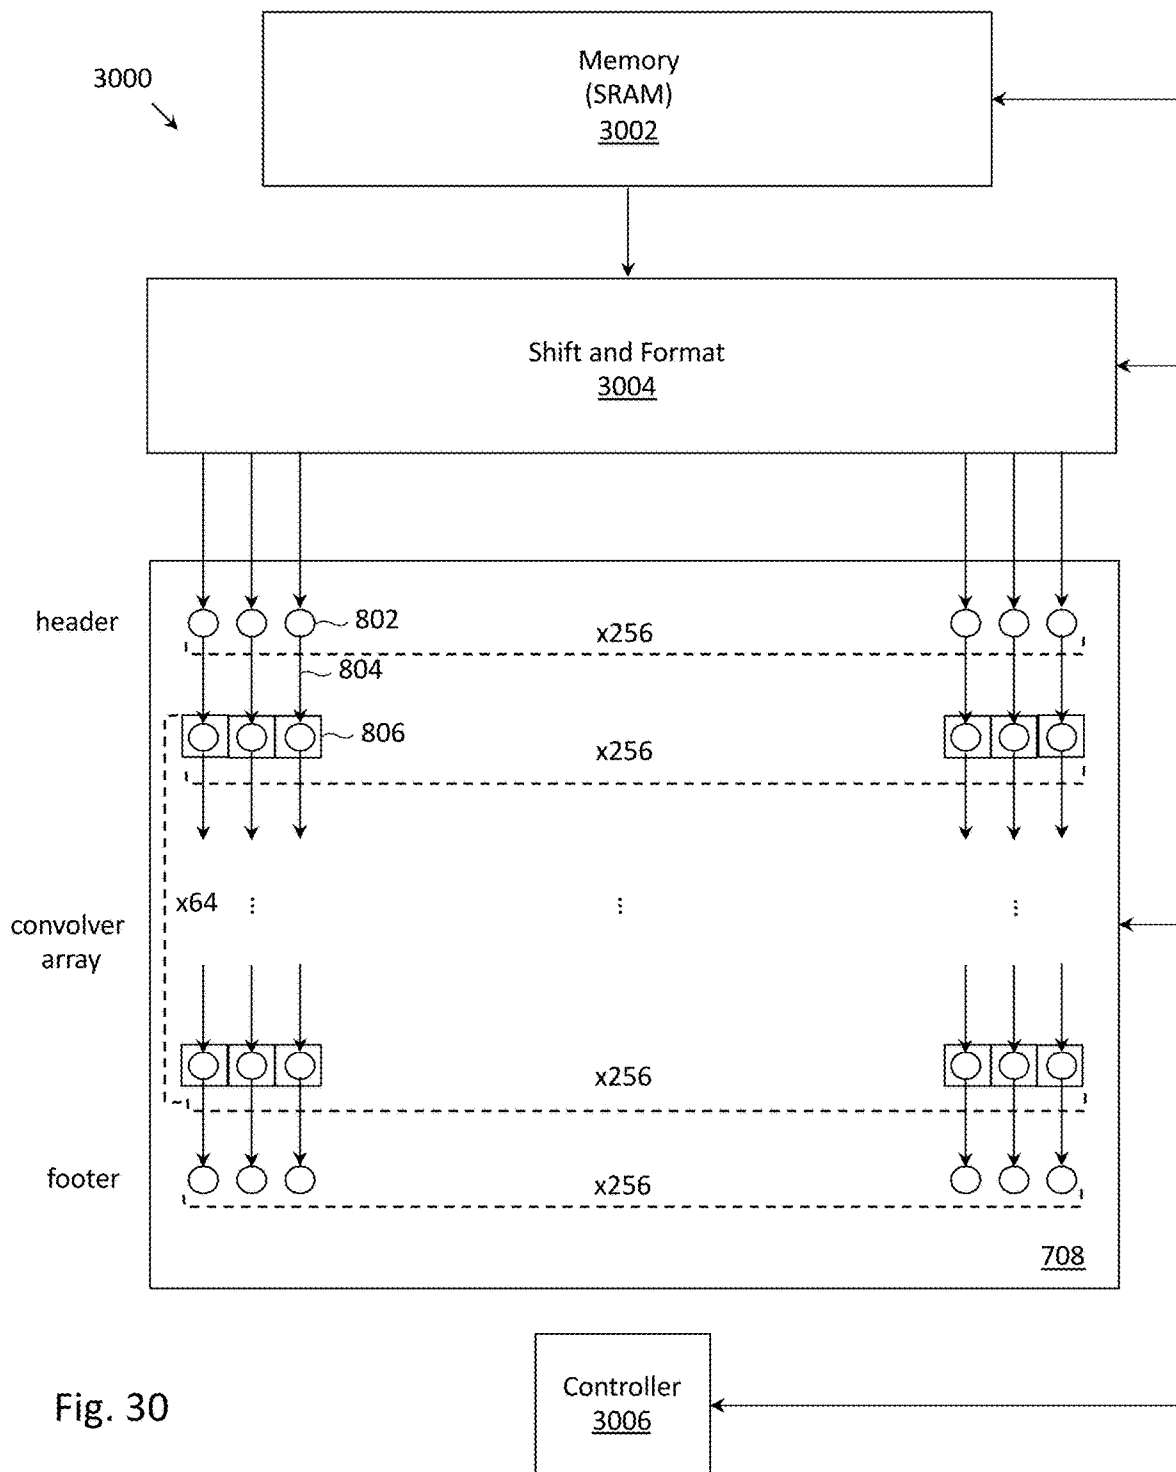 Memory
(SRAM)
3002
3000
Shift and Format
3004
header
802
x256
804
806
x256
x64
⋮
⋮
⋮
convolver
array
x256
footer
x256
708
Controller
3006
Fig. 30